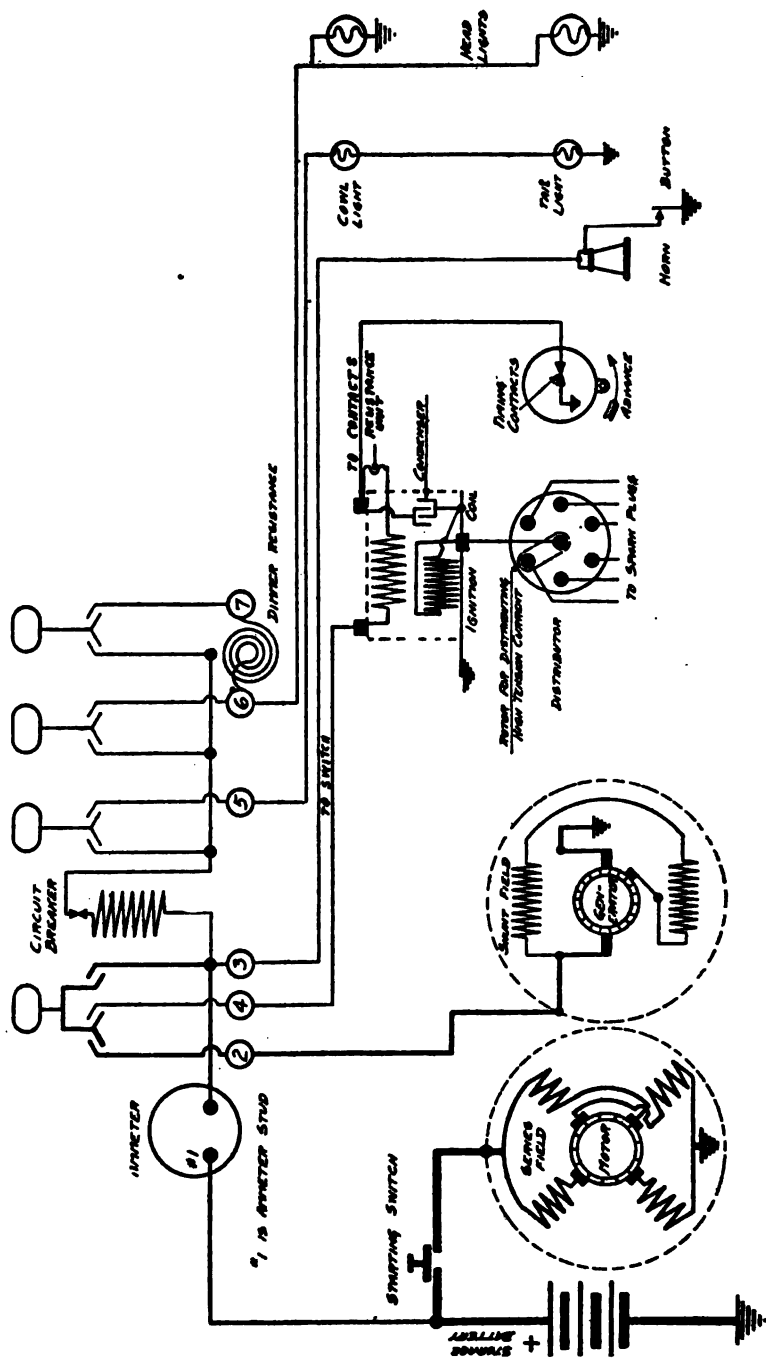 HEAD
LIGHTS
COWL
LIGHT
TAIL
LIGHT
HORN
BUTTON
TO CONTACTS
RESISTANCE
UNIT
CONDENSER
TIMING
CONTACTS
ADVANCE
COIL
IGNITION
DIMMER RESISTANCE
7
6
5
3
4
2
TO SWITCH
ROTOR FOR DISTRIBUTING
HIGH TENSION CURRENT
DISTRIBUTOR
TO SPARK PLUGS
CIRCUIT
BREAKER
SHUNT FIELD
GEN-
ERATOR
AMMETER
#1
#1 IS AMMETER STUD
STARTING SWITCH
SERIES
FIELD
MOTOR
STORAGE
BATTERY
+